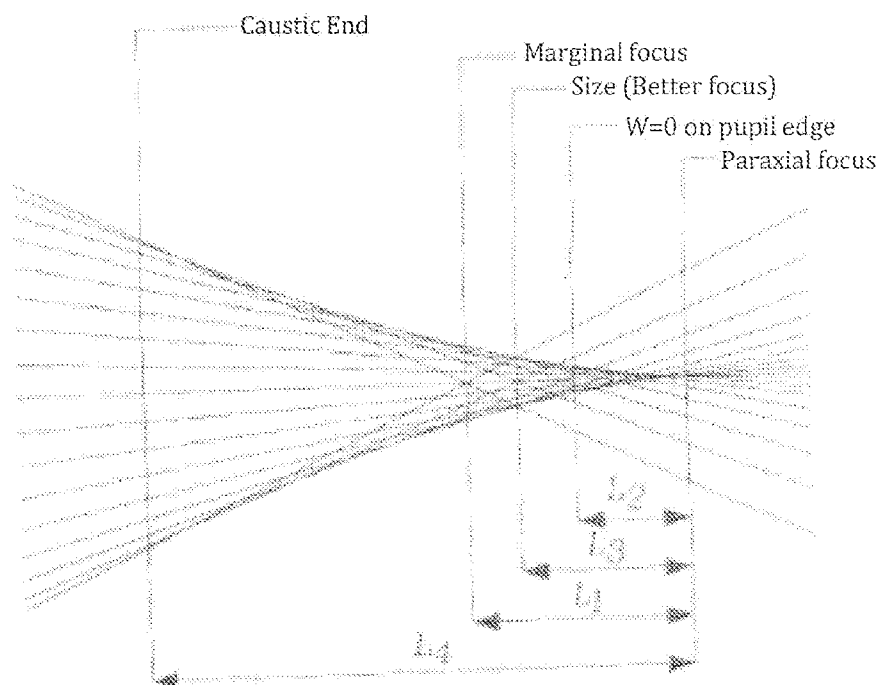 Caustic End
Marginal focus
Size (Better focus)
W=0 on pupil edge
Paraxial focus
L2
L3
L1
L4